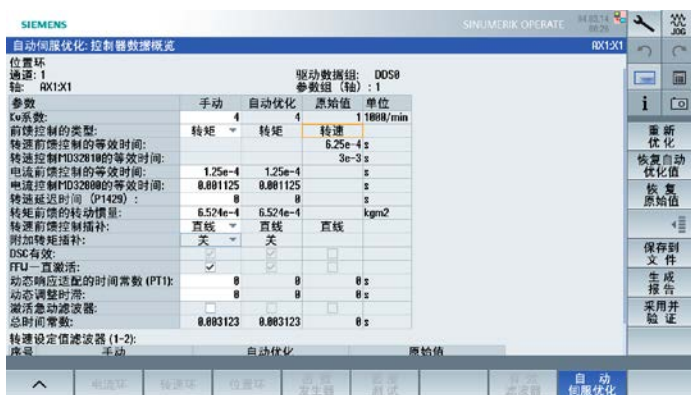 SIEMENS
SINUMERIK OPERATE
JOG
自动伺服优化:控制器数据概览
RX1:X1
位置环
通道: 1
驱动数据组: DDS0
轴: RX1:X1
参数组(轴): 1
参数 手动 自动优化 原始值 单位
Kv系数: 4 4 1 1000/min
前馈控制的类型: 转矩 转矩 转速
转速前馈控制的等效时间: 6.25e-4 s
转速控制MD32810的等效时间: 3e-3 s
电流前馈控制的等效时间: 1.25e-4 1.25e-4 s
电流控制MD32800的等效时间: 0.001125 0.001125 s
转速延迟时间 (P1429): 0 0 s
转矩前馈的转动惯量: 6.524e-4 6.524e-4 kgm2
转速前馈控制插补: 直线 直线 直线
附加转矩插补: 关 关
DSC有效:
FFW一直激活:
动态响应适配的时间常数(PT1): 0 0 0 s
动态调整时滞: 0 0 0 s
激活急动滤波器:
总时间常数: 0.003123 0.003123 0 s
转速设定值滤波器 (1-2):
序号 手动 自动优化 原始值
重新
优化
恢复自动
优化值
恢复
原始值
保存到
文件
生成
报告
采用并
验证
电流环 转速环 位置环
自动
伺服优化